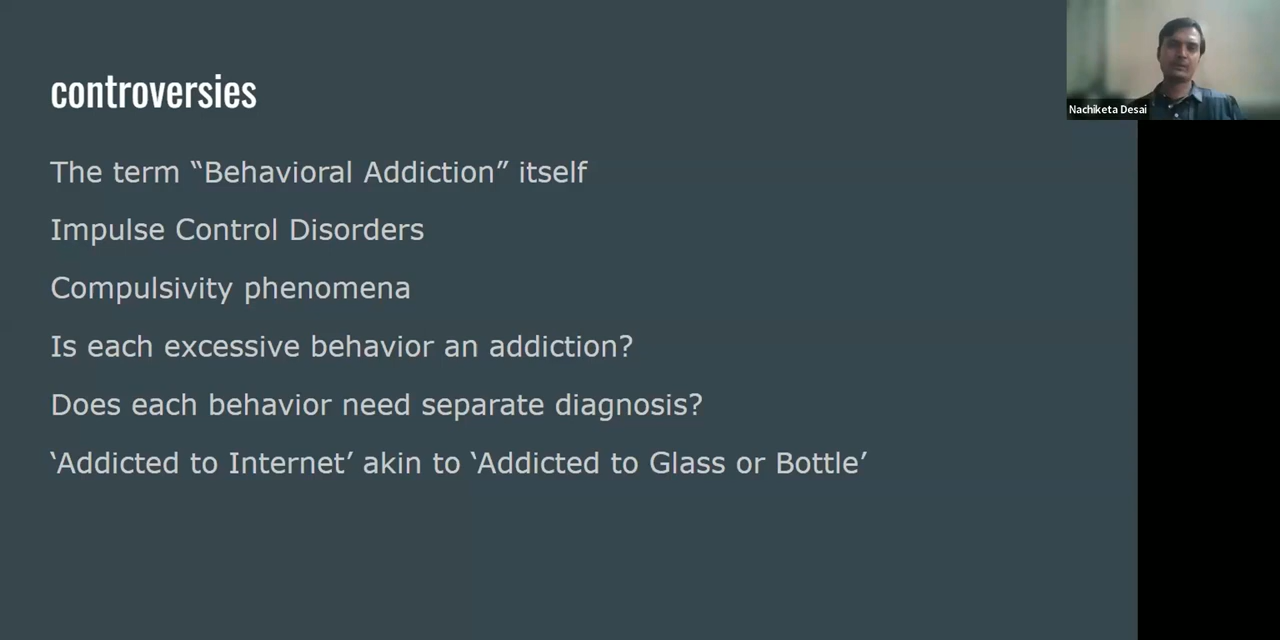 controversies
Nachiketa Desai
The term “Behavioral Addiction” itself
Impulse Control Disorders
Compulsivity phenomena
Is each excessive behavior an addiction?
Does each behavior need separate diagnosis?
‘Addicted to Internet’ akin to ‘Addicted to Glass or Bottle’